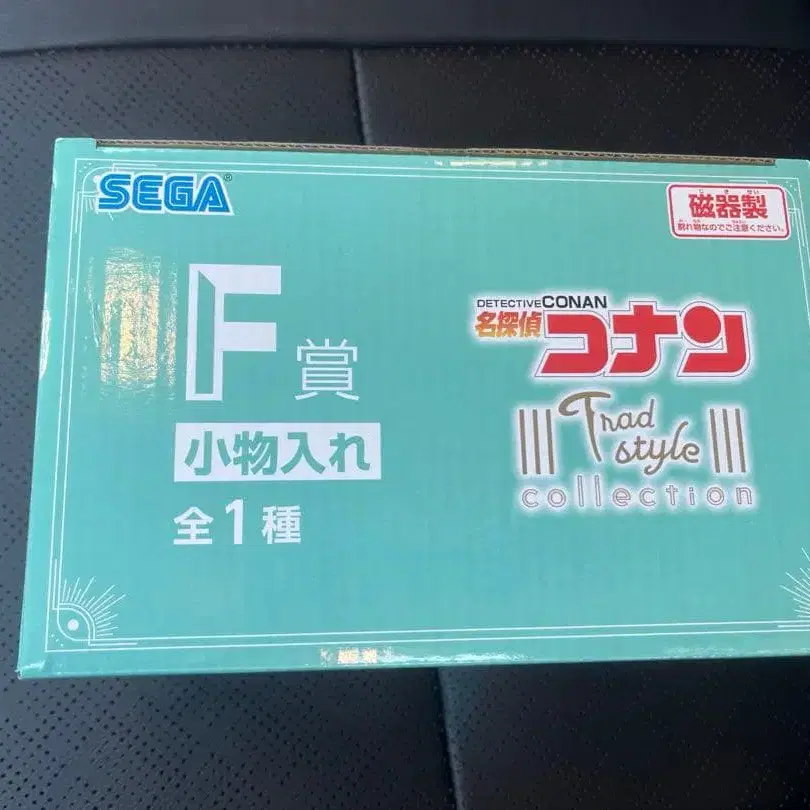 SEGA®
F賞
小物入れ
全1種
磁器製
割れ物なのでご注意ください。
DETECTIVE CONAN
名探偵コナン
Trad
style
collection